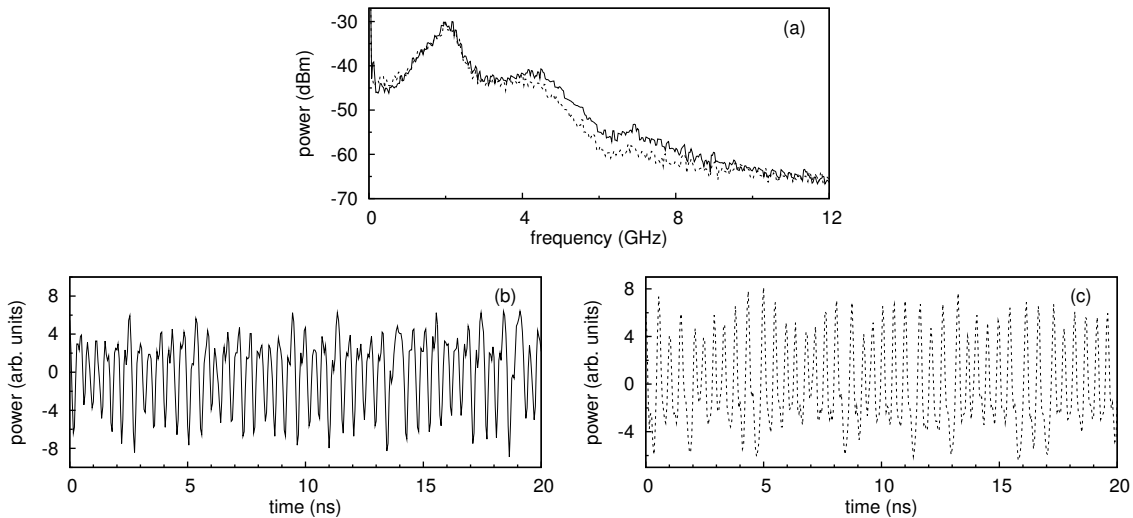 (a)
power (dBm)
-30
-40
-50
-60
-70
0 4 8 12
frequency (GHz)
(b)
power (arb. units)
8
4
0
-4
-8
0 5 10 15 20
time (ns)
(c)
power (arb. units)
8
4
0
-4
0 5 10 15 20
time (ns)